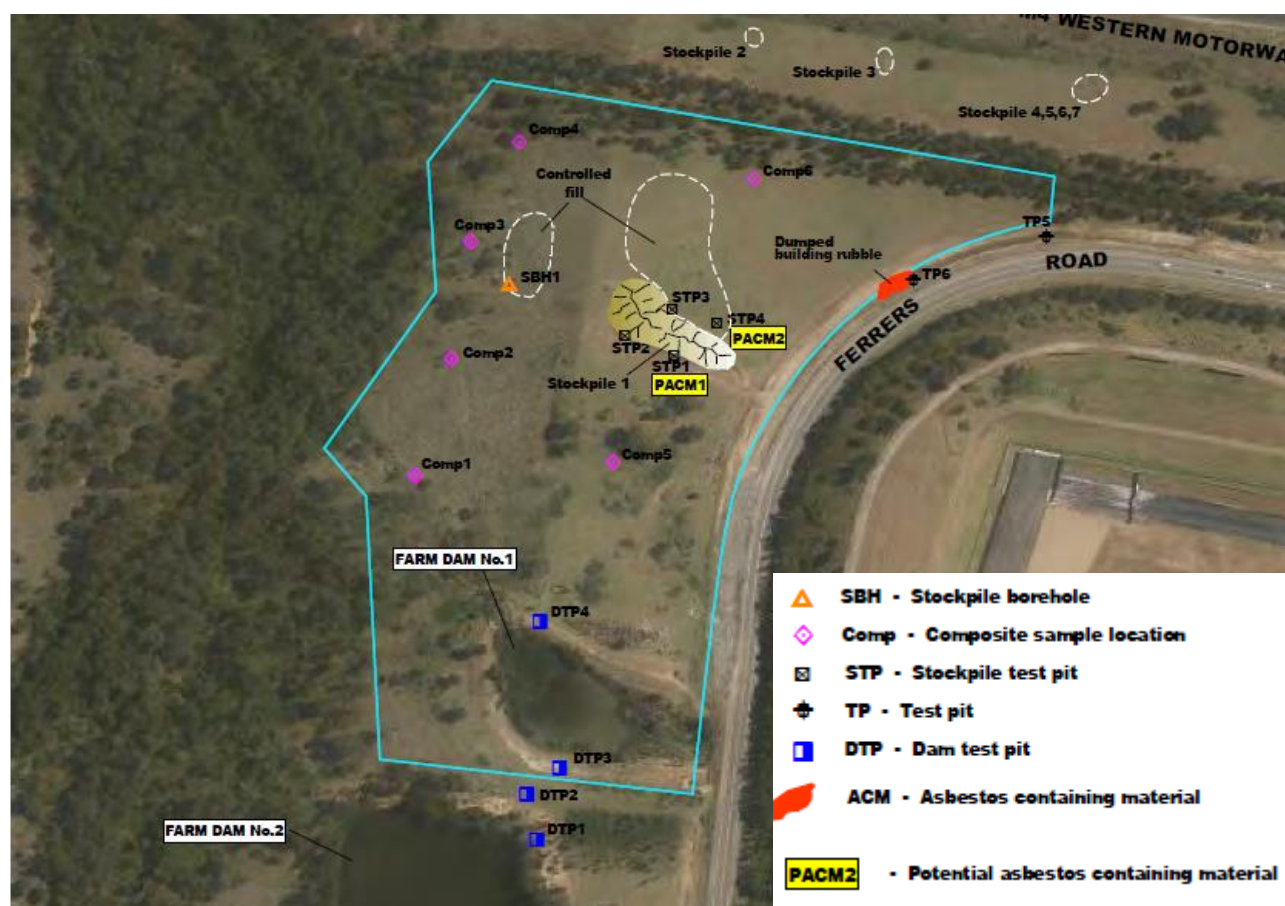 M4 WESTERN MOTORWA
Stockpile 2
Stockpile 3
Stockpile 4,5,6,7
Comp4
Comp6
Controlled
fill
Comp3
TP5
Dumped
building rubble
ROAD
SBH1
TP6
STP3
STP4
FERRERS
STP2
PACM2
Comp2
STP1
Stockpile 1
PACM1
Comp5
Comp1
FARM DAM No.1
DTP4
DTP3
DTP2
FARM DAM No.2
DTP1
SBH - Stockpile borehole
Comp - Composite sample location
STP - Stockpile test pit
TP - Test pit
DTP - Dam test pit
ACM - Asbestos containing material
PACM2 - Potential asbestos containing material